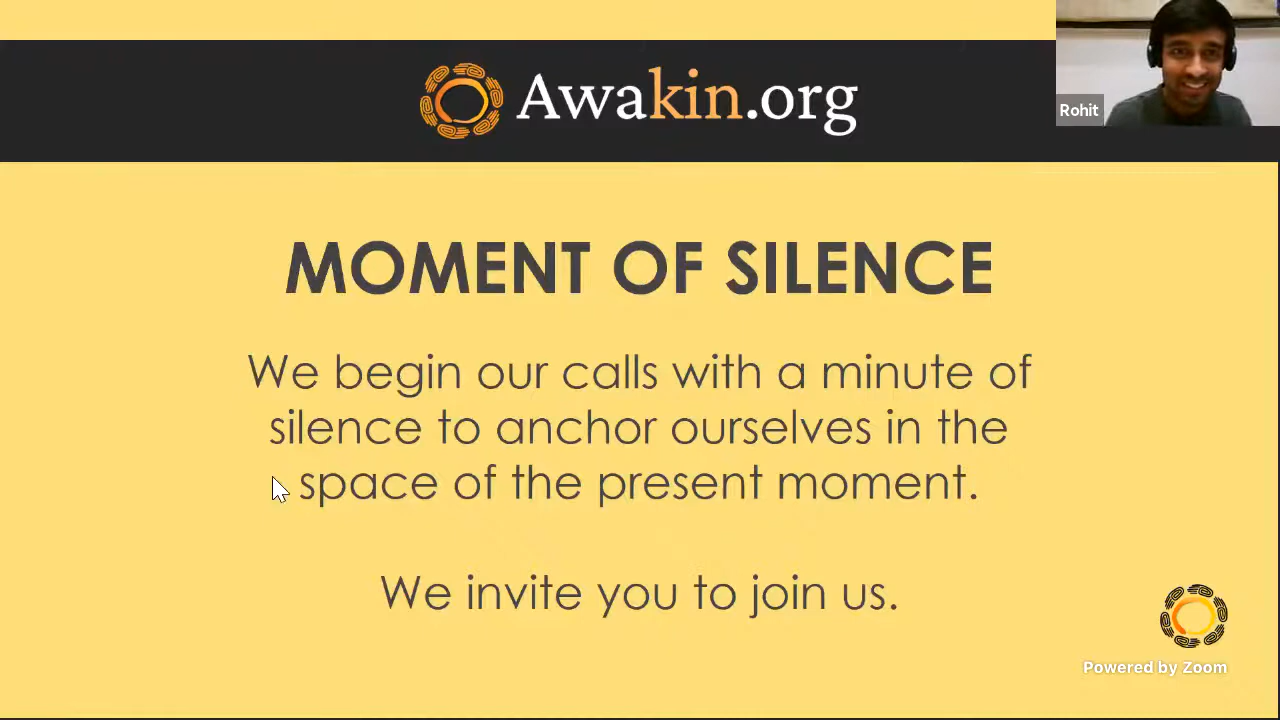 Awakin.org
Rohit
MOMENT OF SILENCE
We begin our calls with a minute of
silence to anchor ourselves in the
space of the present moment.
We invite you to join us.
Powered by Zoom